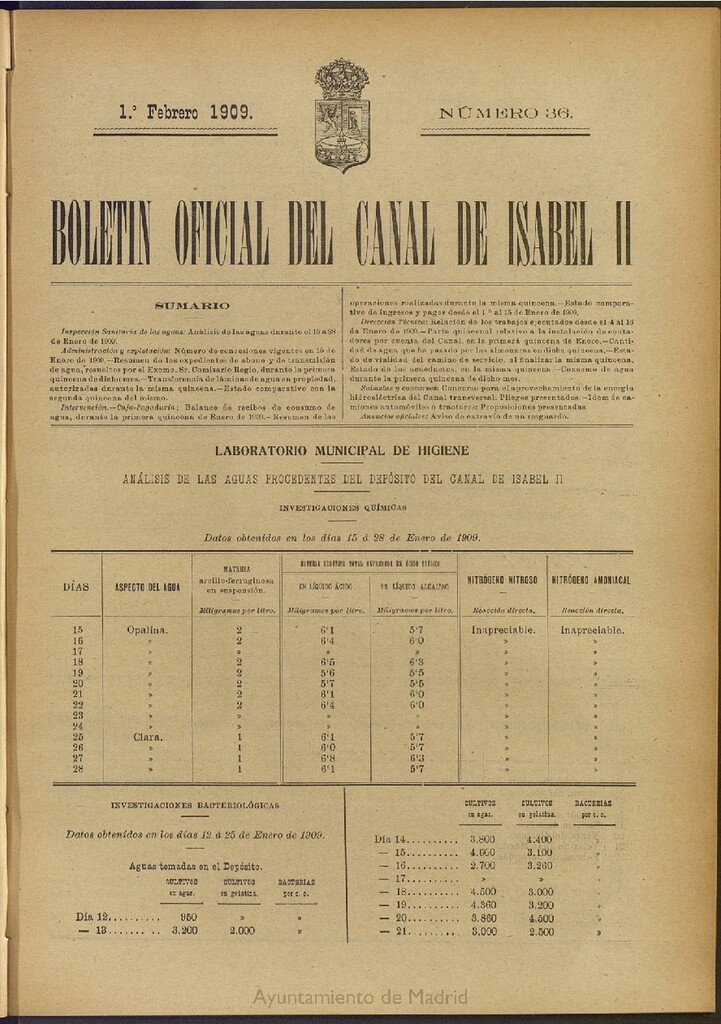 1.º Febrero 1909.
NÚMERO 36.
BOLETIN OFICIAL DEL CANAL DE ISABEL II
SUMARIO
Inspección Sanitaria de las aguas: Análisis de las aguas durante el 15 á 28
de Enero de 1909.
Administración y explotación: Número de concesiones vigentes en 15 de
Enero de 1909.—Resumen de los expedientes de abono y de transmisión
de agua, resueltos por el Excmo. Sr. Comisario Regio, durante la primera
quincena de dicho mes.—Transferencia de láminas de agua en propiedad,
autorizadas durante la misma quincena.—Estado comparativo con la
segunda quincena del mismo.
Intervención.—Caja-Pagaduría: Balance de recibos de consumo de
agua, durante la primera quincena de Enero de 1909.—Resumen de las
operaciones realizadas durante la misma quincena.—Estado compara-
tivo de ingresos y pagos desde el 1.º al 15 de Enero de 1909.
Dirección Técnica: Relación de los trabajos ejecutados desde el 4 al 16
de Enero de 1909.—Parte quincenal relativo a la instalación de conta-
dores por cuenta del Canal, en la primera quincena de Enero.—Canti-
dad de agua que ha pasado por las almenaras en dicha quincena.—Esta-
do de vialidad del camino de servicio, al finalizar la misma quincena,
Estado de los acueductos, en la misma quincena.—Consumo de agua
durante la primera quincena de dicho mes.
Subastas y concursos: Concurso para el aprovechamiento de la energía
hidroeléctrica del Canal transversal: Pliegos presentados.—Idem de ca-
miones automóviles ó tractores: Proposiciones presentadas.
Anuncios oficiales: Aviso de extravío de un resguardo.
LABORATORIO MUNICIPAL DE HIGIENE
ANÁLISIS DE LAS AGUAS PROCEDENTES DEL DEPÓSITO DEL CANAL DE ISABEL II
INVESTIGACIONES QUÍMICAS
Datos obtenidos en los días 15 á 28 de Enero de 1909.
DÍAS ASPECTO DEL AGUA MATERIA arcillo-ferruginosa en suspensión. MATERIA ORGÁNICA TOTAL EXPRESADA EN ÁCIDO OXÁLICO NITRÓGENO NITROSO NITRÓGENO AMONIACAL
EN LÍQUIDO ÁCIDO EN LÍQUIDO ALCALINO
Miligramos por litro. Miligramos por litro. Miligramos por litro. Reacción directa. Reacción directa.
15 Opalina. 2 6'1 5'7 Inapreciable. Inapreciable.
16 » 2 6'4 6'0 » »
17 » » » » » »
18 » 2 6'5 6'3 » »
19 » 2 5'6 5'5 » »
20 » 2 5'7 5'5 » »
21 » 2 6'1 6'0 » »
22 » 2 6'4 6'0 » »
23 » » » » » »
24 » » » » » »
25 Clara. 1 6'1 5'7 » »
26 » 1 6'0 5'7 » »
27 » 1 6'8 6'3 » »
28 » 1 6'1 5'7 » »
INVESTIGACIONES BACTERIOLÓGICAS
Datos obtenidos en los días 12 á 25 de Enero de 1909.
Aguas tomadas en el Depósito.
CULTIVOS en agar. CULTIVOS en gelatina. BACTERIAS por c. c.
Día 12.......... 950 » »
— 13.......... 3.200 2.000 »
CULTIVOS en agar. CULTIVOS en gelatina. BACTERIAS por c. c.
Día 14.......... 3.800 4.400 »
— 15.......... 4.600 3.100 »
— 16.......... 2.700 3.260 »
— 17.......... » » »
— 18.......... 4.500 3.000 »
— 19.......... 4.360 3.200 »
— 20.......... 3.860 4.500 »
— 21.......... 3.000 2.500 »
Ayuntamiento de Madrid